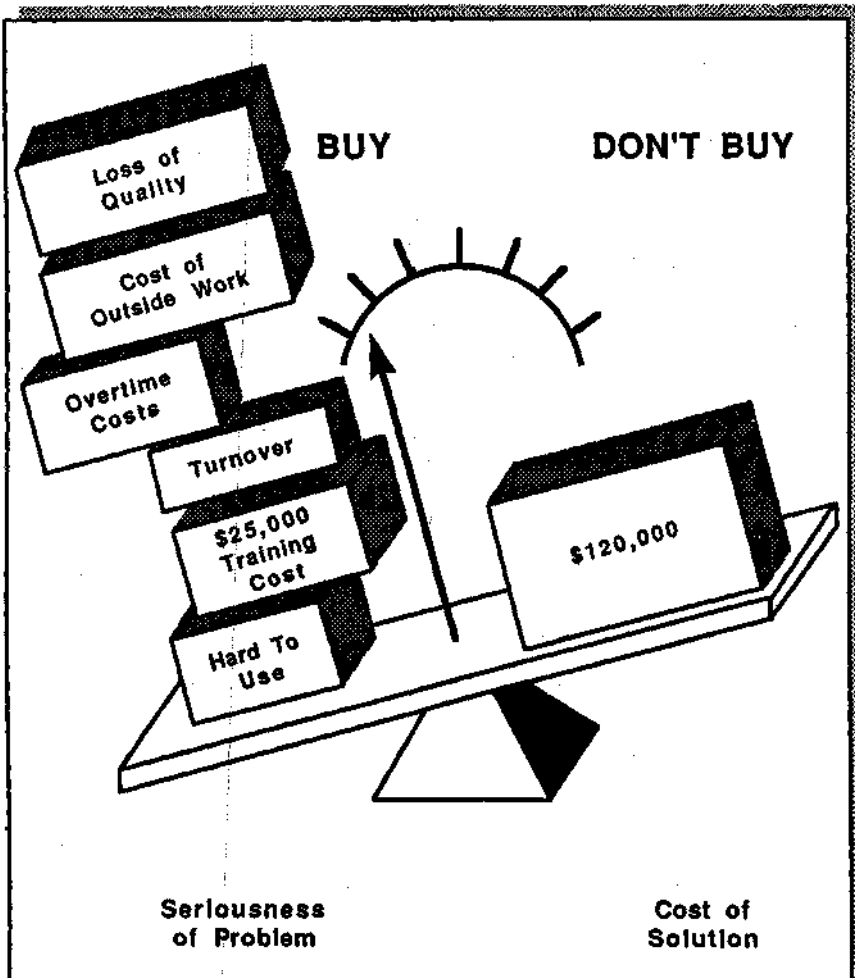 BUY
DON'T BUY
Loss of
Quality
Cost of
Outside Work
Overtime
Costs
Turnover
$25,000
Training
Cost
Hard To
Use
$120,000
Seriousness
of Problem
Cost of
Solution